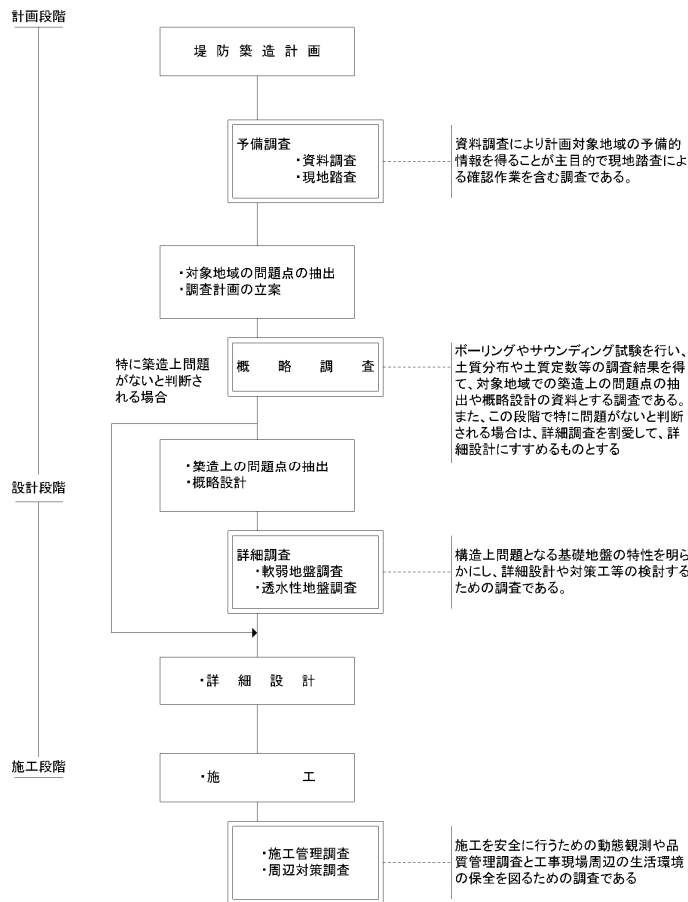 計画段階
堤防築造計画
予備調査
・資料調査
・現地踏査
資料調査により計画対象地域の予備的
情報を得ることが主目的で現地踏査によ
る確認作業を含む調査である。
・対象地域の問題点の抽出
・調査計画の立案
特に築造上問題
がないと判断さ
れる場合
概略調査
ボーリングやサウンディング試験を行い、
土質分布や土質定数等の調査結果を得
て、対象地域での築造上の問題点の抽
出や概略設計の資料とする調査である。
また、この段階で特に問題がないと判断
される場合は、詳細調査を割愛して、詳
細設計にすすめるものとする
・築造上の問題点の抽出
・概略設計
設計段階
詳細調査
・軟弱地盤調査
・透水性地盤調査
構造上問題となる基礎地盤の特性を明ら
かにし、詳細設計や対策工等の検討する
ための調査である。
・詳細設計
施工段階
・施工
・施工管理調査
・周辺対策調査
施工を安全に行うための動態観測や品
質管理調査と工事現場周辺の生活環境
の保全を図るための調査である